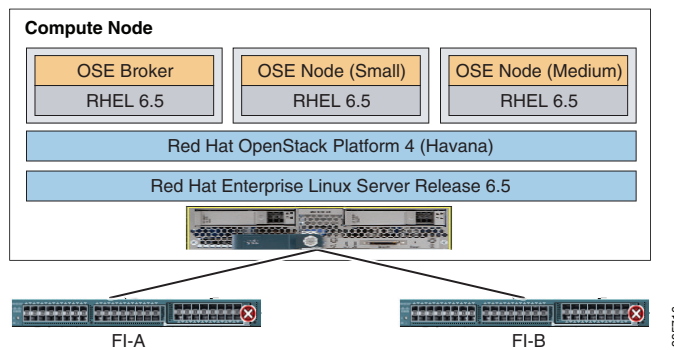 Compute Node
OSE Broker
RHEL 6.5
OSE Node (Small)
RHEL 6.5
OSE Node (Medium)
RHEL 6.5
Red Hat OpenStack Platform 4 (Havana)
Red Hat Enterprise Linux Server Release 6.5
FI-A
FI-B